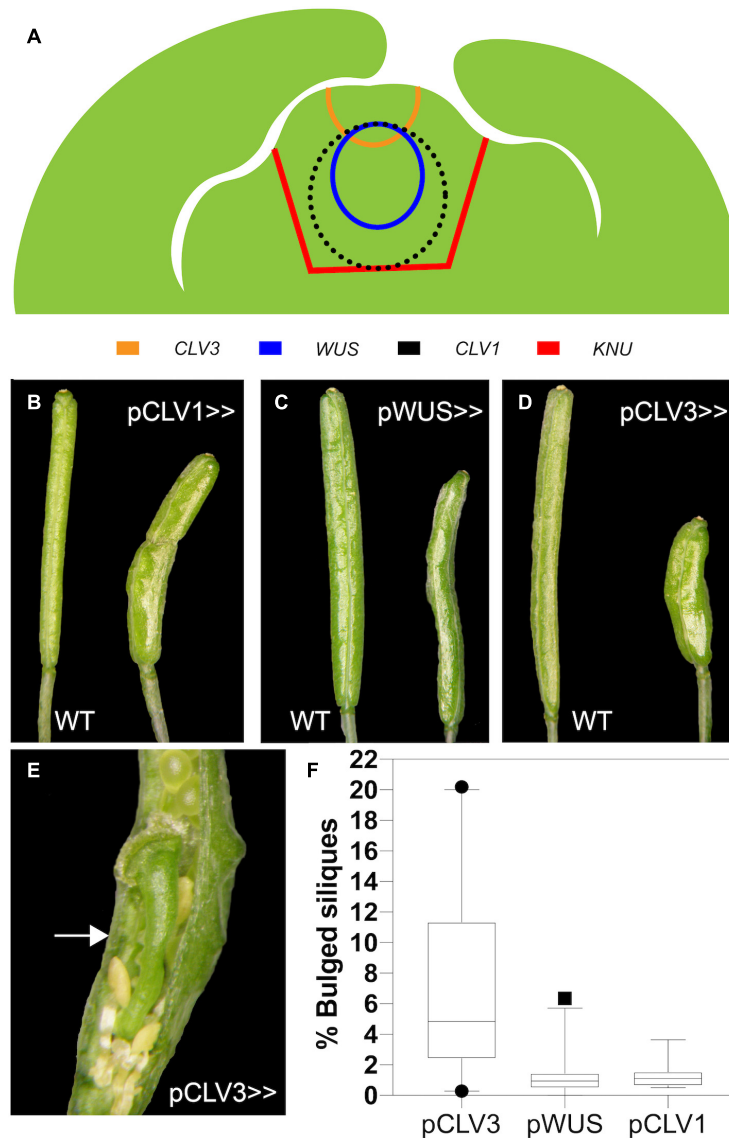 A
CLV3 WUS CLV1 KNU
B pCLV1>> C pWUS>> D pCLV3>>
WT WT WT
E F
22
20
18
16
14
12
10
8
6
4
2
0
% Bulged siliques
pCLV3>>
pCLV3 pWUS pCLV1